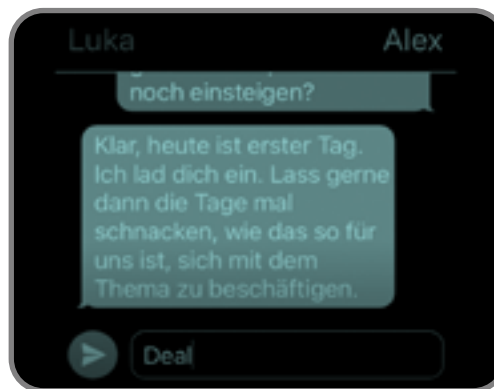 Luka
Alex
noch einsteigen?
Klar, heute ist erster Tag.
Ich lad dich ein. Lass gerne
dann die Tage mal
schnacken, wie das so für
uns ist, sich mit dem
Thema zu beschäftigen.
Deal